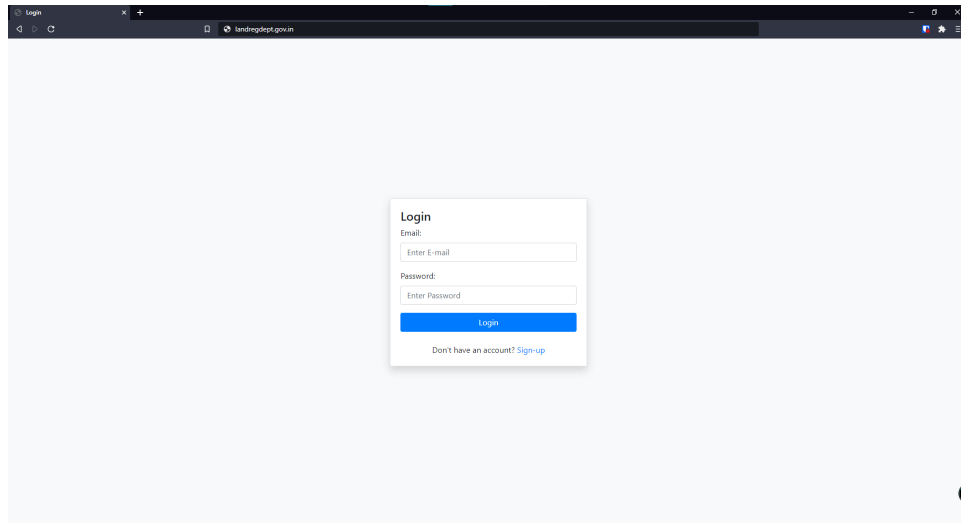 Login
landregdept.gov.in
Login
Email:
Enter E-mail
Password:
Enter Password
Login
Don't have an account? Sign-up